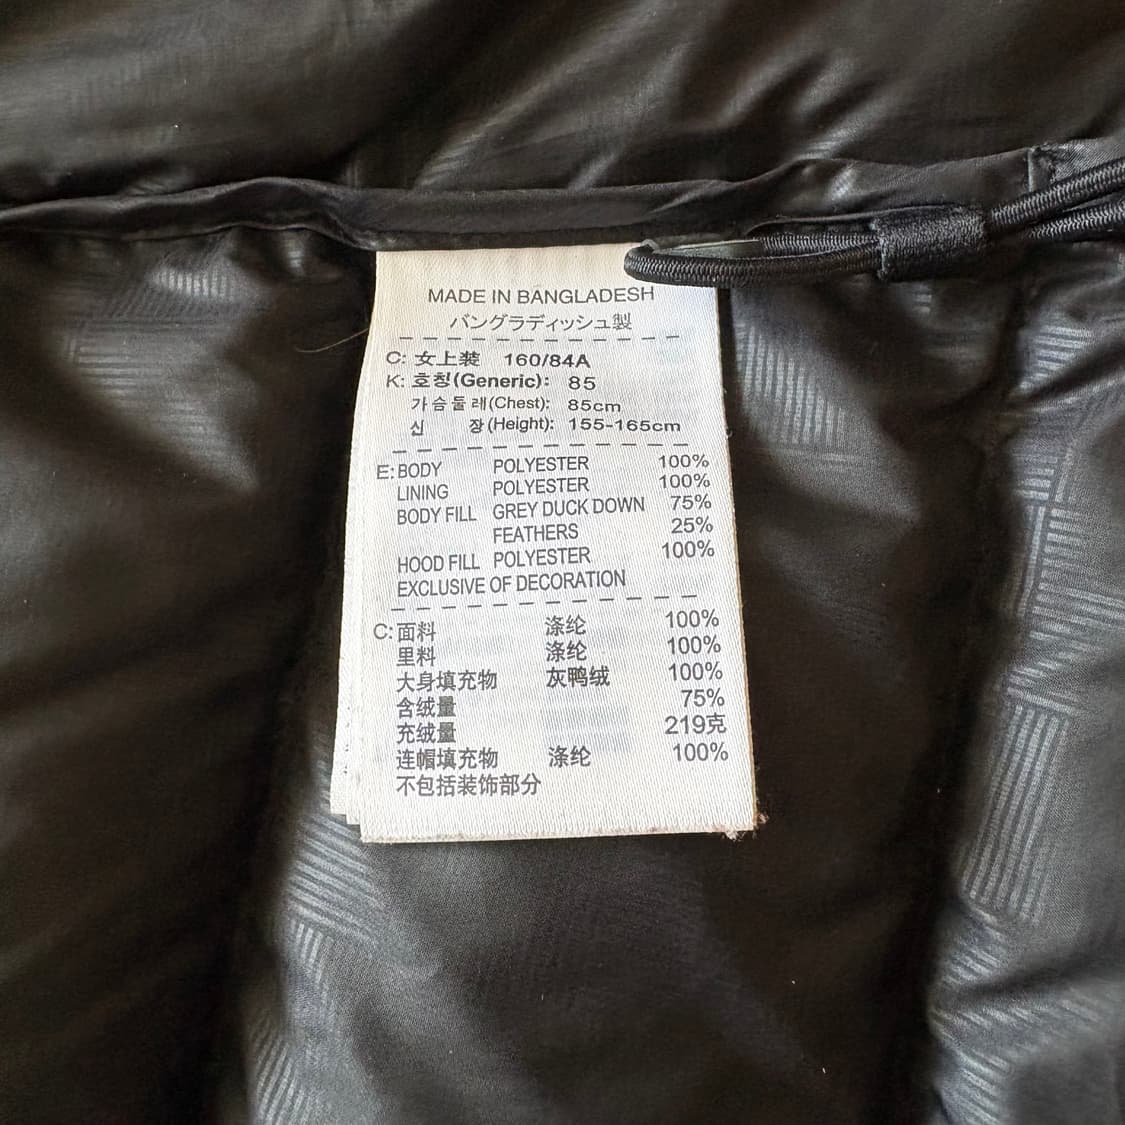 MADE IN BANGLADESH
バングラディッシュ製
C: 女上装 160/84A
K: 호칭(Generic): 85
가슴둘레(Chest): 85cm
신 장(Height): 155-165cm
E: BODY POLYESTER 100%
LINING POLYESTER 100%
BODY FILL GREY DUCK DOWN 75%
FEATHERS 25%
HOOD FILL POLYESTER 100%
EXCLUSIVE OF DECORATION
C: 面料 涤纶 100%
里料 涤纶 100%
大身填充物 灰鸭绒 100%
含绒量 75%
充绒量 219克
连帽填充物 涤纶 100%
不包括装饰部分